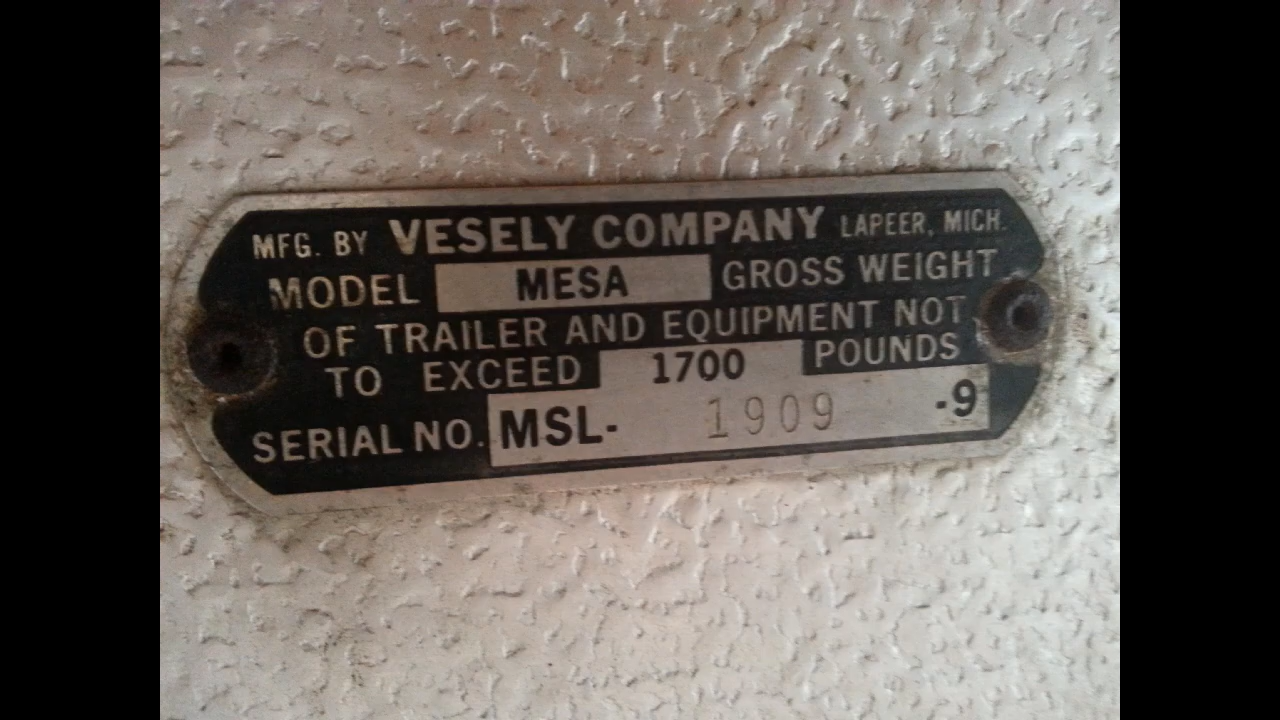 MFG. BY VESELY COMPANY LAPEER, MICH.
MODEL MESA GROSS WEIGHT
OF TRAILER AND EQUIPMENT NOT
TO EXCEED 1700 POUNDS
SERIAL NO. MSL- 1909 -9